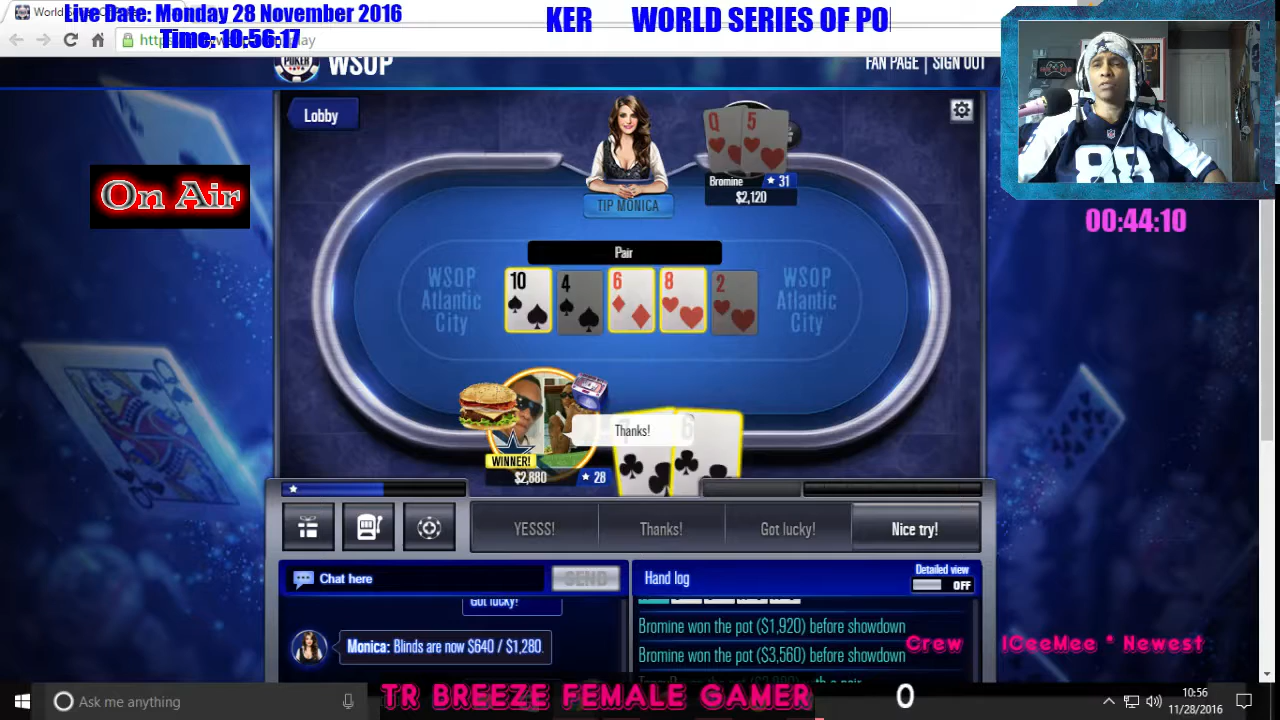 World
Live Date: Monday 28 November 2016
Time: 10:56:17
KER WORLD SERIES OF PO
POKER
WSOP
FAN PAGE | SIGN OUT
Lobby
On Air
88
00:44:10
Q 5
Bromine ★ 31
$2,120
TIP MONICA
Pair
WSOP
Atlantic
City
10 4 6 8 2
WSOP
Atlantic
City
Thanks!
6
WINNER!
$2,880 ★ 28
YESSS!
Thanks!
Got lucky!
Nice try!
Chat here
SEND
Hand log
Detailed view
OFF
Got lucky!
Monica: Blinds are now $640 / $1,280.
Bromine won the pot ($1,920) before showdown
Bromine won the pot ($3,560) before showdown
Crew ICeeMee * Newest
Ask me anything
TR BREEZE FEMALE GAMER
0
10:56
11/28/2016